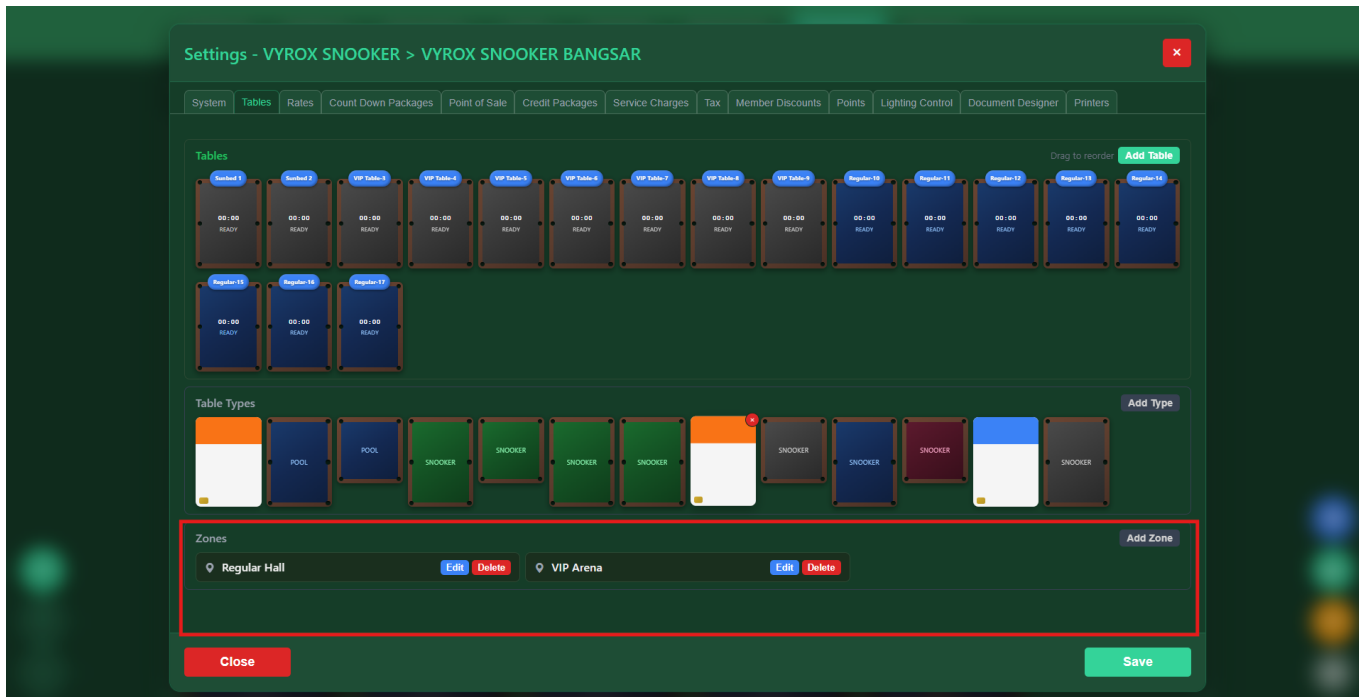 Settings - VYROX SNOOKER > VYROX SNOOKER BANGSAR
×
System Tables Rates Count Down Packages Point of Sale Credit Packages Service Charges Tax Member Discounts Points Lighting Control Document Designer Printers
Tables Drag to reorder Add Table
Sunbed 1 Sunbed 2 VIP Table-3 VIP Table-4 VIP Table-5 VIP Table-6 VIP Table-7 VIP Table-8 VIP Table-9 Regular-10 Regular-11 Regular-12 Regular-13 Regular-14
00:00 00:00 00:00 00:00 00:00 00:00 00:00 00:00 00:00 00:00 00:00 00:00 00:00 00:00
READY READY READY READY READY READY READY READY READY READY READY READY READY READY
Regular-15 Regular-16 Regular-17
00:00 00:00 00:00
READY READY READY
Table Types Add Type
×
POOL POOL SNOOKER SNOOKER SNOOKER SNOOKER SNOOKER SNOOKER SNOOKER SNOOKER
Zones Add Zone
Regular Hall Edit Delete VIP Arena Edit Delete
Close Save